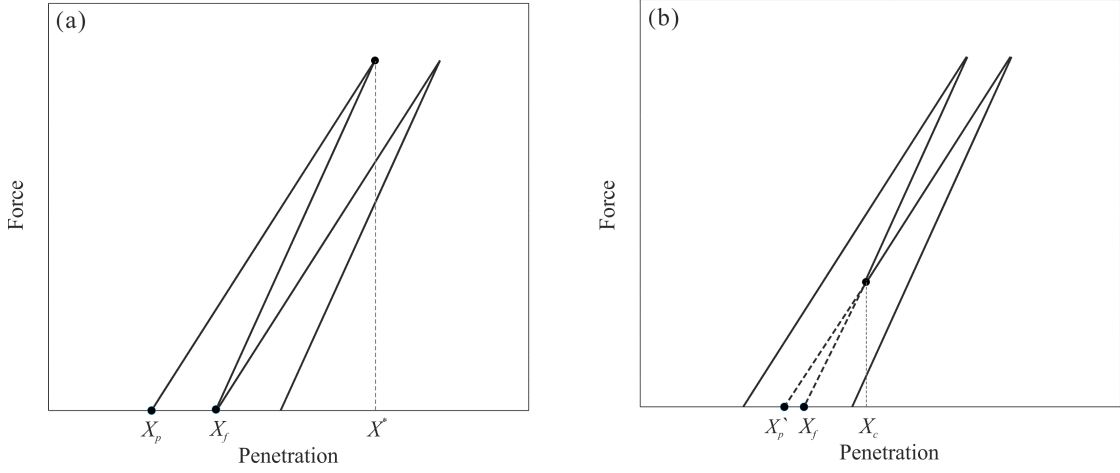 (a)
Force
X_p
X_f
X^*
Penetration
(b)
Force
X_p`
X_f
X_c
Penetration